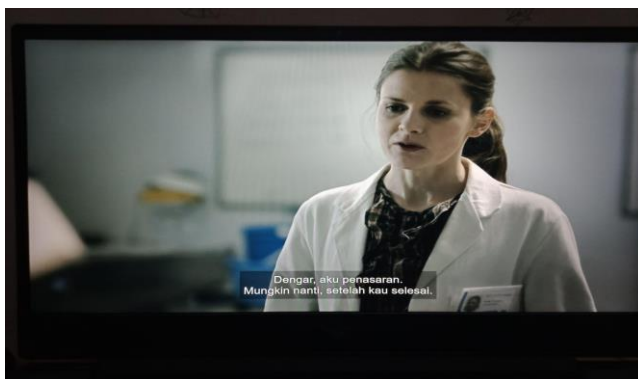 Dengar, aku penasaran.
Mungkin nanti, setelah kau selesai.